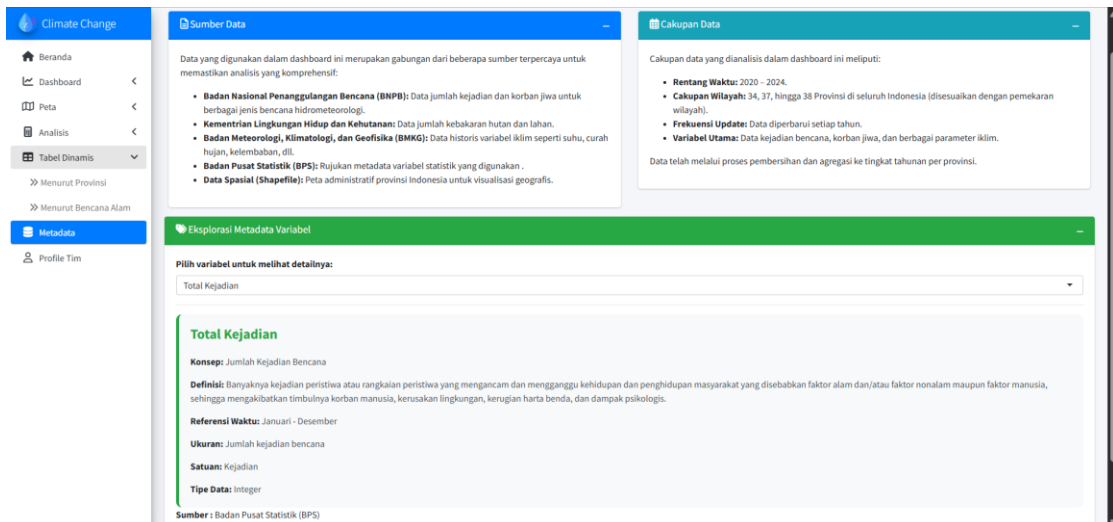 Climate Change
Beranda
Dashboard
Peta
Analisis
Tabel Dinamis
Menurut Provinsi
Menurut Bencana Alam
Metadata
Profile Tim
Sumber Data
Data yang digunakan dalam dashboard ini merupakan gabungan dari beberapa sumber terpercaya untuk
memastikan analisis yang komprehensif:
• Badan Nasional Penanggulangan Bencana (BNPB): Data jumlah kejadian dan korban jiwa untuk
berbagai jenis bencana hidrometeorologi.
• Kementrian Lingkungan Hidup dan Kehutanan: Data jumlah kebakaran hutan dan lahan.
• Badan Meteorologi, Klimatologi, dan Geofisika (BMKG): Data historis variabel iklim seperti suhu, curah
hujan, kelembaban, dll.
• Badan Pusat Statistik (BPS): Rujukan metadata variabel statistik yang digunakan .
• Data Spasial (Shapefile): Peta administratif provinsi Indonesia untuk visualisasi geografis.
Cakupan Data
Cakupan data yang dianalisis dalam dashboard ini meliputi:
• Rentang Waktu: 2020 – 2024.
• Cakupan Wilayah: 34, 37, hingga 38 Provinsi di seluruh Indonesia (disesuaikan dengan pemekaran
wilayah).
• Frekuensi Update: Data diperbarui setiap tahun.
• Variabel Utama: Data kejadian bencana, korban jiwa, dan berbagai parameter iklim.
Data telah melalui proses pembersihan dan agregasi ke tingkat tahunan per provinsi.
Eksplorasi Metadata Variabel
Pilih variabel untuk melihat detailnya:
Total Kejadian
Total Kejadian
Konsep: Jumlah Kejadian Bencana
Definisi: Banyaknya kejadian peristiwa atau rangkaian peristiwa yang mengancam dan mengganggu kehidupan dan penghidupan masyarakat yang disebabkan faktor alam dan/atau faktor nonalam maupun faktor manusia,
sehingga mengakibatkan timbulnya korban manusia, kerusakan lingkungan, kerugian harta benda, dan dampak psikologis.
Referensi Waktu: Januari - Desember
Ukuran: Jumlah kejadian bencana
Satuan: Kejadian
Tipe Data: Integer
Sumber : Badan Pusat Statistik (BPS)